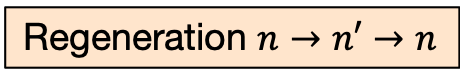 Regeneration n → n′ → n